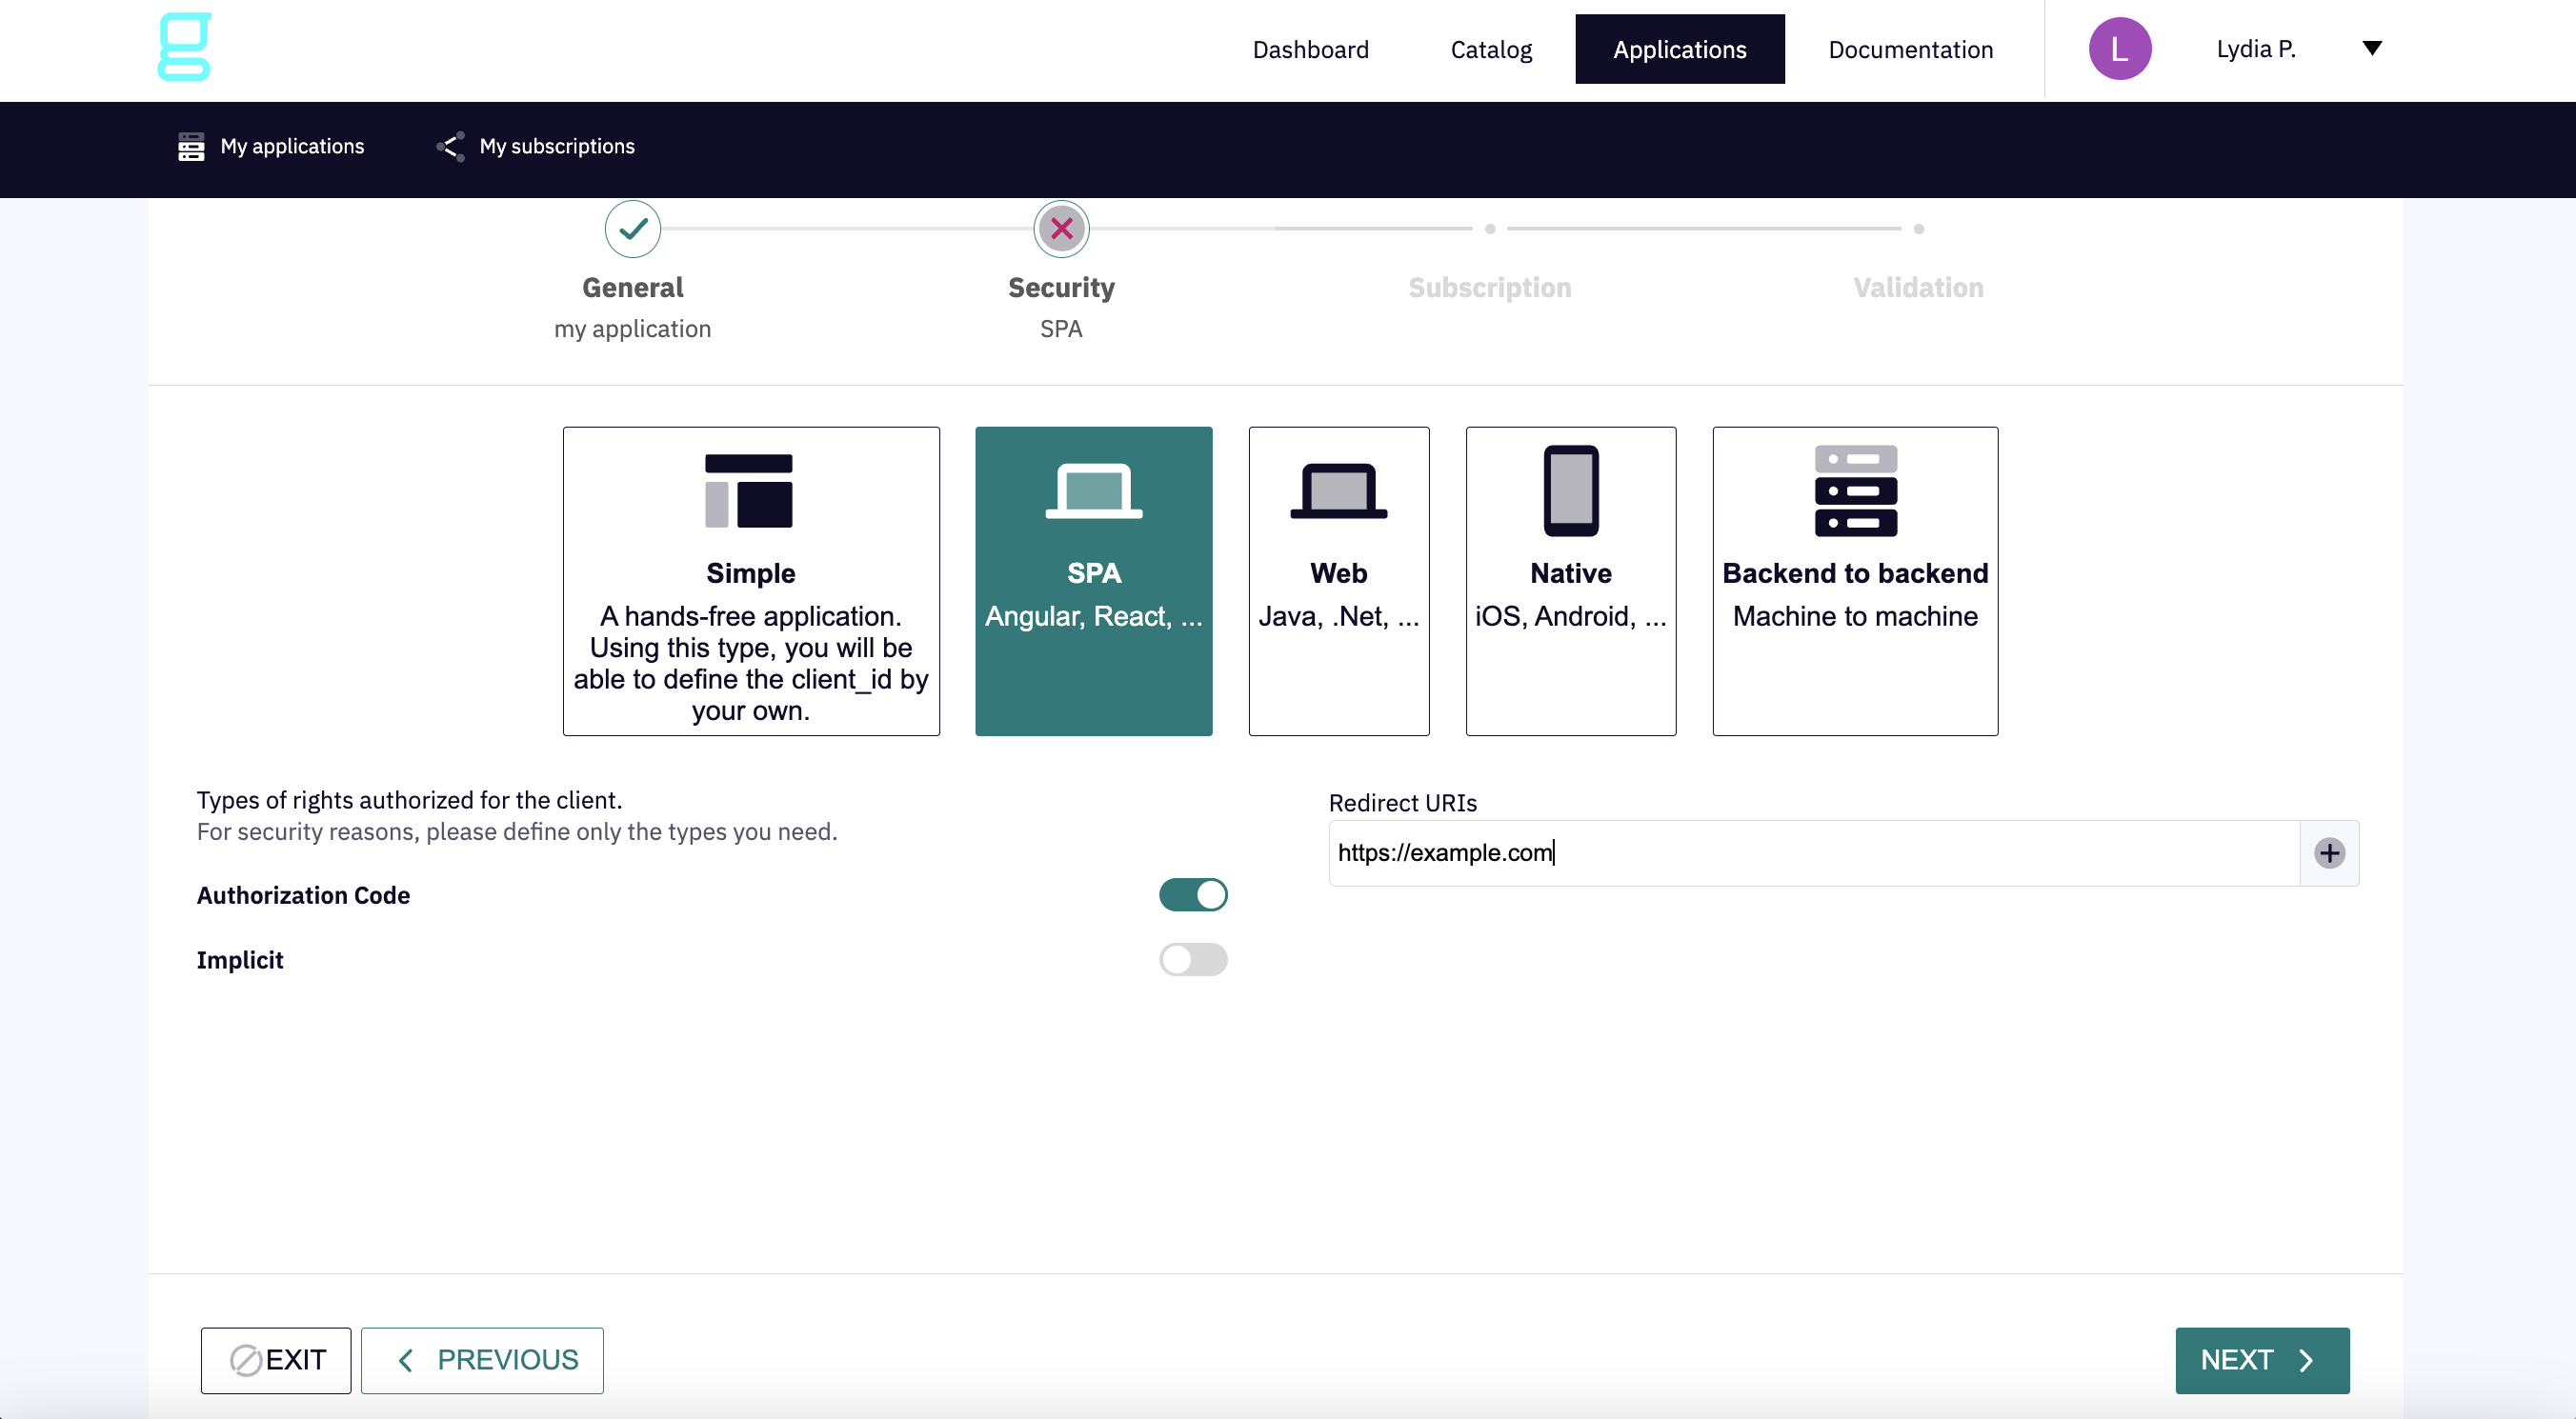 g
Dashboard
Catalog
Applications
Documentation
L
Lydia P.
My applications
My subscriptions
General
my application
Security
SPA
Subscription
Validation
Simple
A hands-free application.
Using this type, you will be
able to define the client_id by
your own.
SPA
Angular, React, ...
Web
Java, .Net, ...
Native
iOS, Android, ...
Backend to backend
Machine to machine
Types of rights authorized for the client.
For security reasons, please define only the types you need.
Authorization Code
Implicit
Redirect URIs
https://example.com
EXIT
PREVIOUS
NEXT